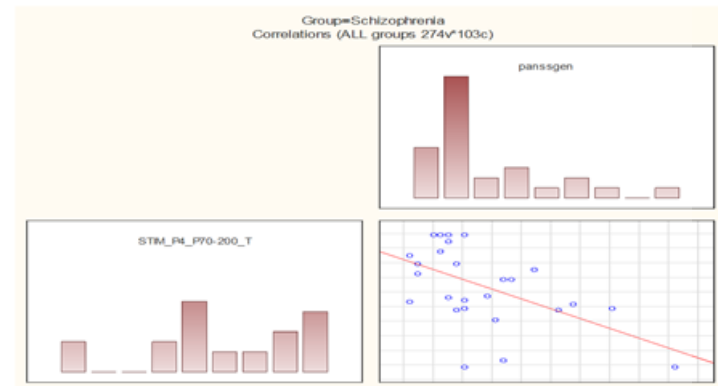 Group=Schizophrenia
Correlations (ALL groups 274v*103c)
panssgen
STIM_P4_P70-200_T